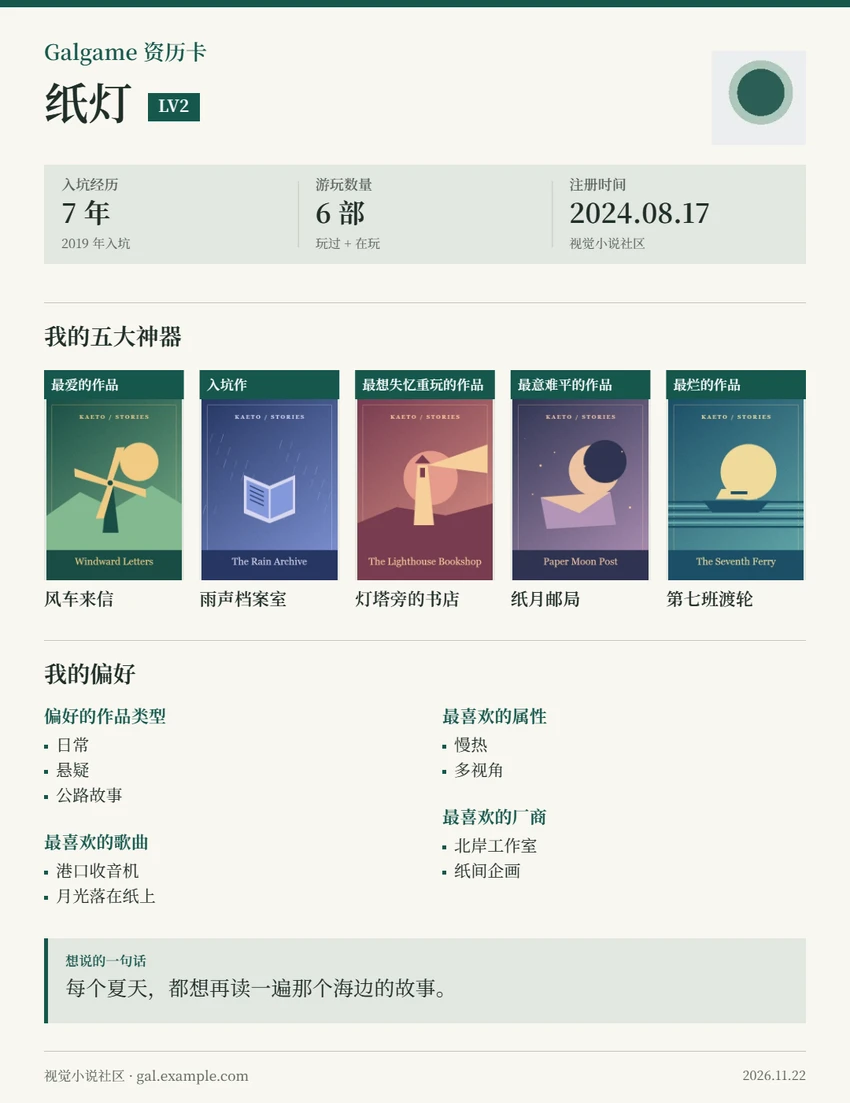 Galgame 资历卡
纸灯 LV2
入坑经历
7 年
2019 年入坑
游玩数量
6 部
玩过 + 在玩
注册时间
2024.08.17
视觉小说社区
我的五大神器
最爱的作品
KAETO / STORIES
Windward Letters
风车来信
入坑作
KAETO / STORIES
The Rain Archive
雨声档案室
最想失忆重玩的作品
KAETO / STORIES
The Lighthouse Bookshop
灯塔旁的书店
最意难平的作品
KAETO / STORIES
Paper Moon Post
纸月邮局
最烂的作品
KAETO / STORIES
The Seventh Ferry
第七班渡轮
我的偏好
偏好的作品类型
日常
悬疑
公路故事
最喜欢的歌曲
港口收音机
月光落在纸上
最喜欢的属性
慢热
多视角
最喜欢的厂商
北岸工作室
纸间企画
想说的一句话
每个夏天，都想再读一遍那个海边的故事。
视觉小说社区 · gal.example.com
2026.11.22